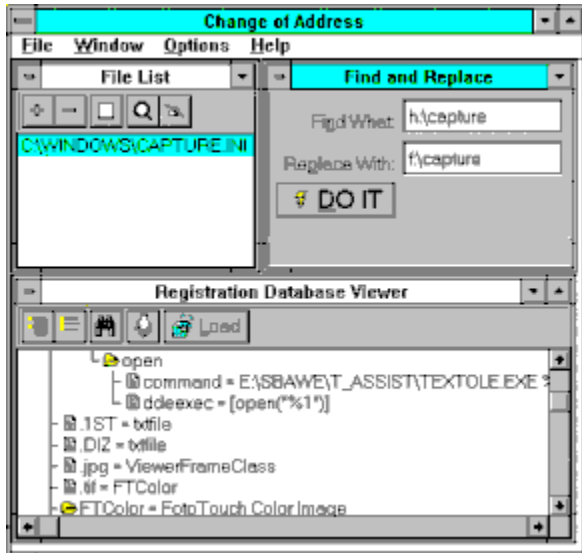 Change of Address
File Window Options Help
File List
C:\WINDOWS\CAPTURE.INI
Find and Replace
Find What: h:\capture
Replace With: f:\capture
DO IT
Registration Database Viewer
Load
open
command = E:\SBAWE\T_ASSIST\TEXTOLE.EXE
ddeexec = [open("%1")]
.1ST = txtfile
.DIZ = txtfile
.jpg = ViewerFrameClass
.tif = FTColor
FTColor = FotoTouch Color Image